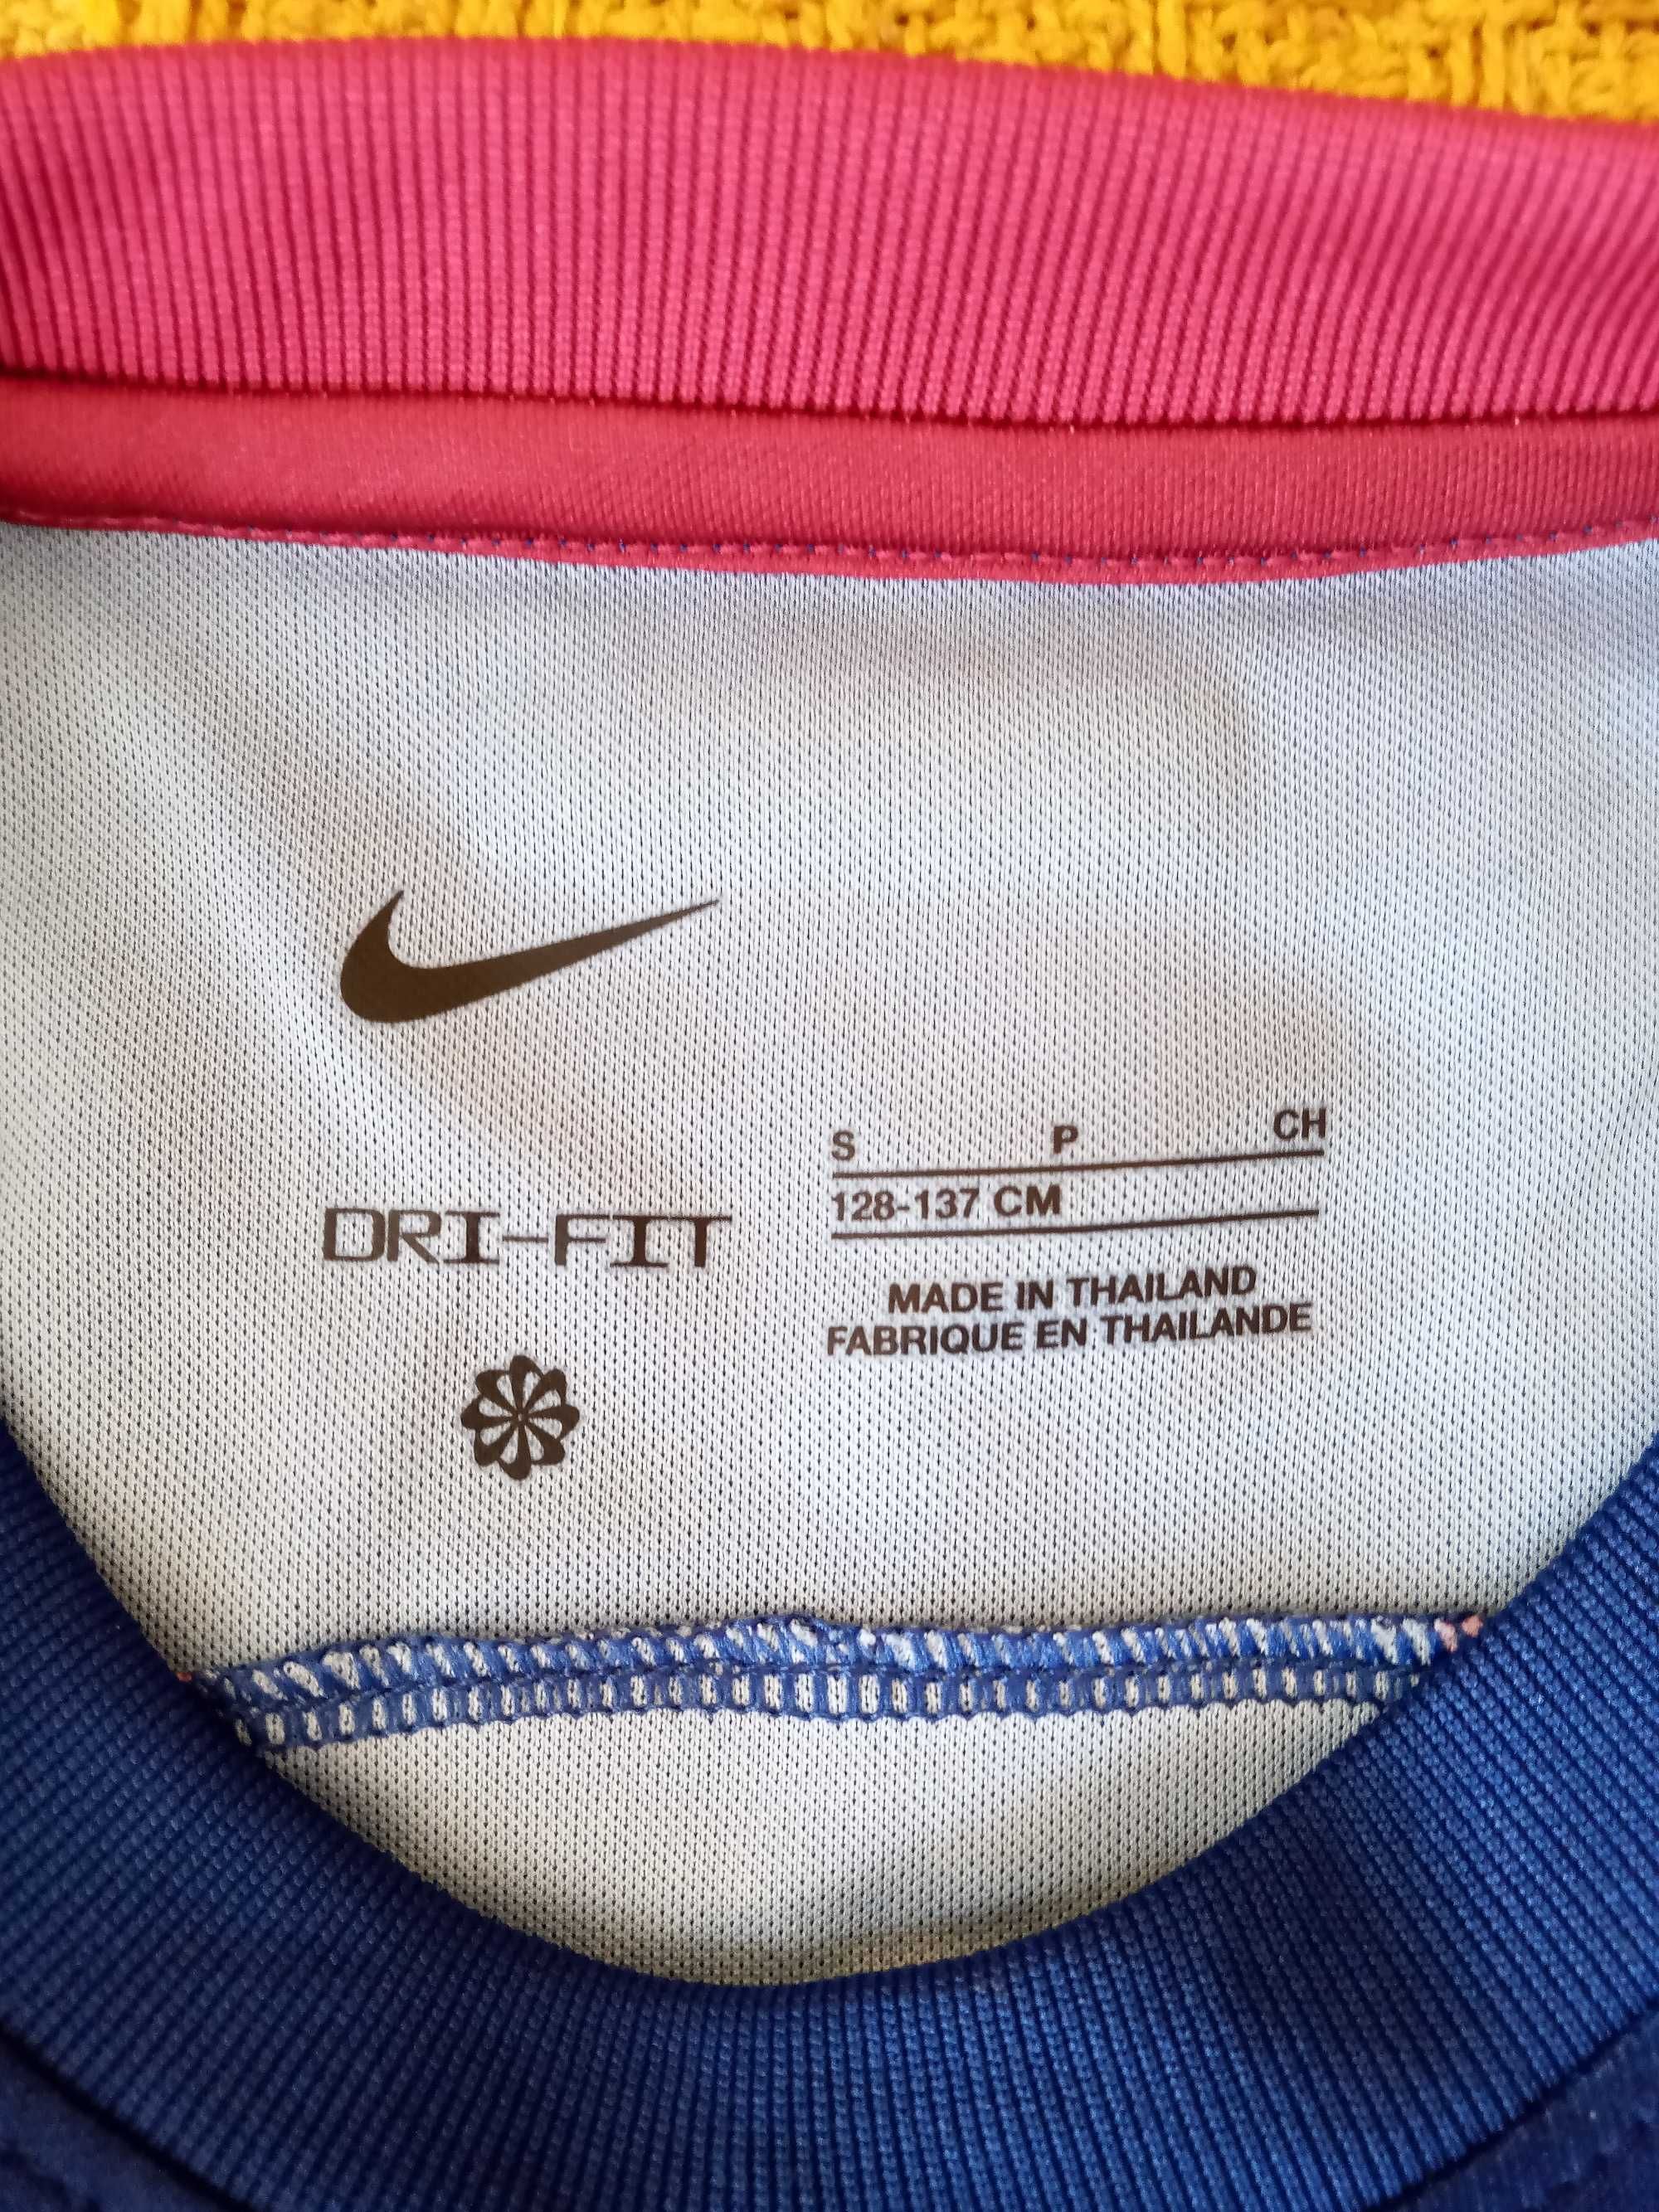 S P CH
128-137 CM
DRI-FIT
MADE IN THAILAND
FABRIQUE EN THAILANDE